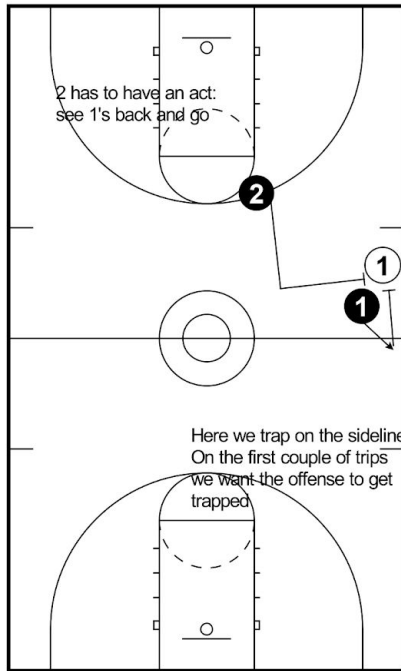 2 has to have an act:
see 1's back and go
2
1
1
Here we trap on the sideline
On the first couple of trips
we want the offense to get
trapped